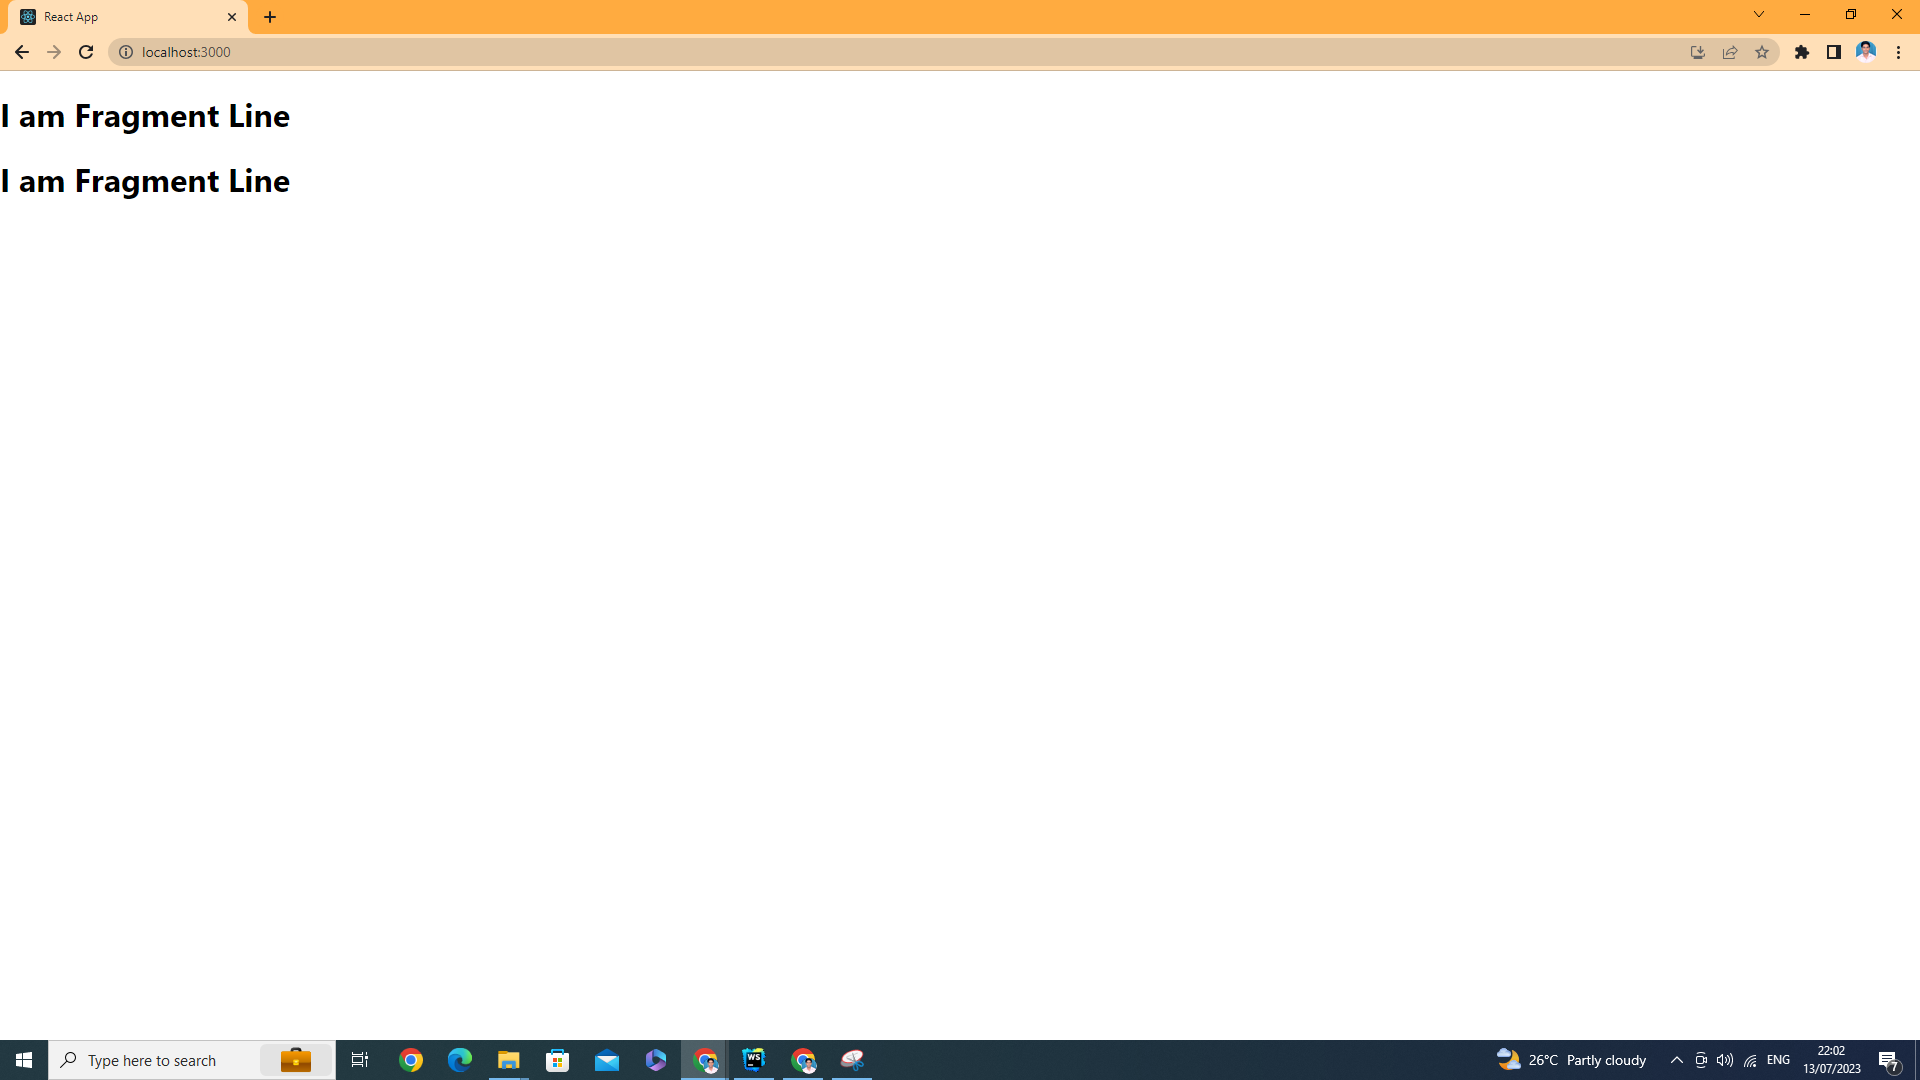 React App
localhost:3000
I am Fragment Line
I am Fragment Line
Type here to search
WS
26°C Partly cloudy
ENG
22:02
13/07/2023
7